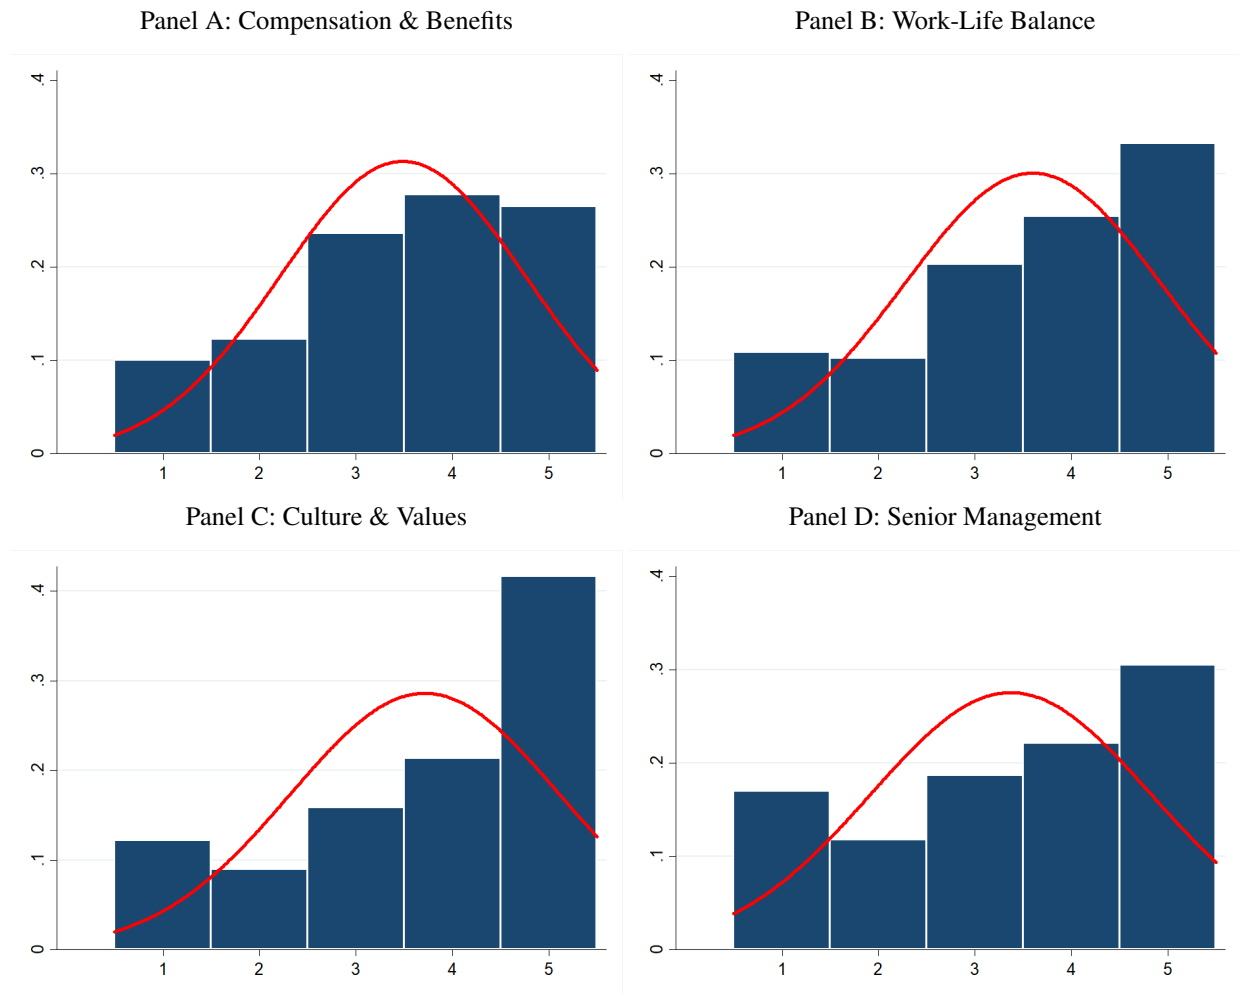 Panel A: Compensation & Benefits
.4
.3
.2
.1
0
1 2 3 4 5
Panel B: Work-Life Balance
.4
.3
.2
.1
0
1 2 3 4 5
Panel C: Culture & Values
.4
.3
.2
.1
0
1 2 3 4 5
Panel D: Senior Management
.4
.3
.2
.1
0
1 2 3 4 5